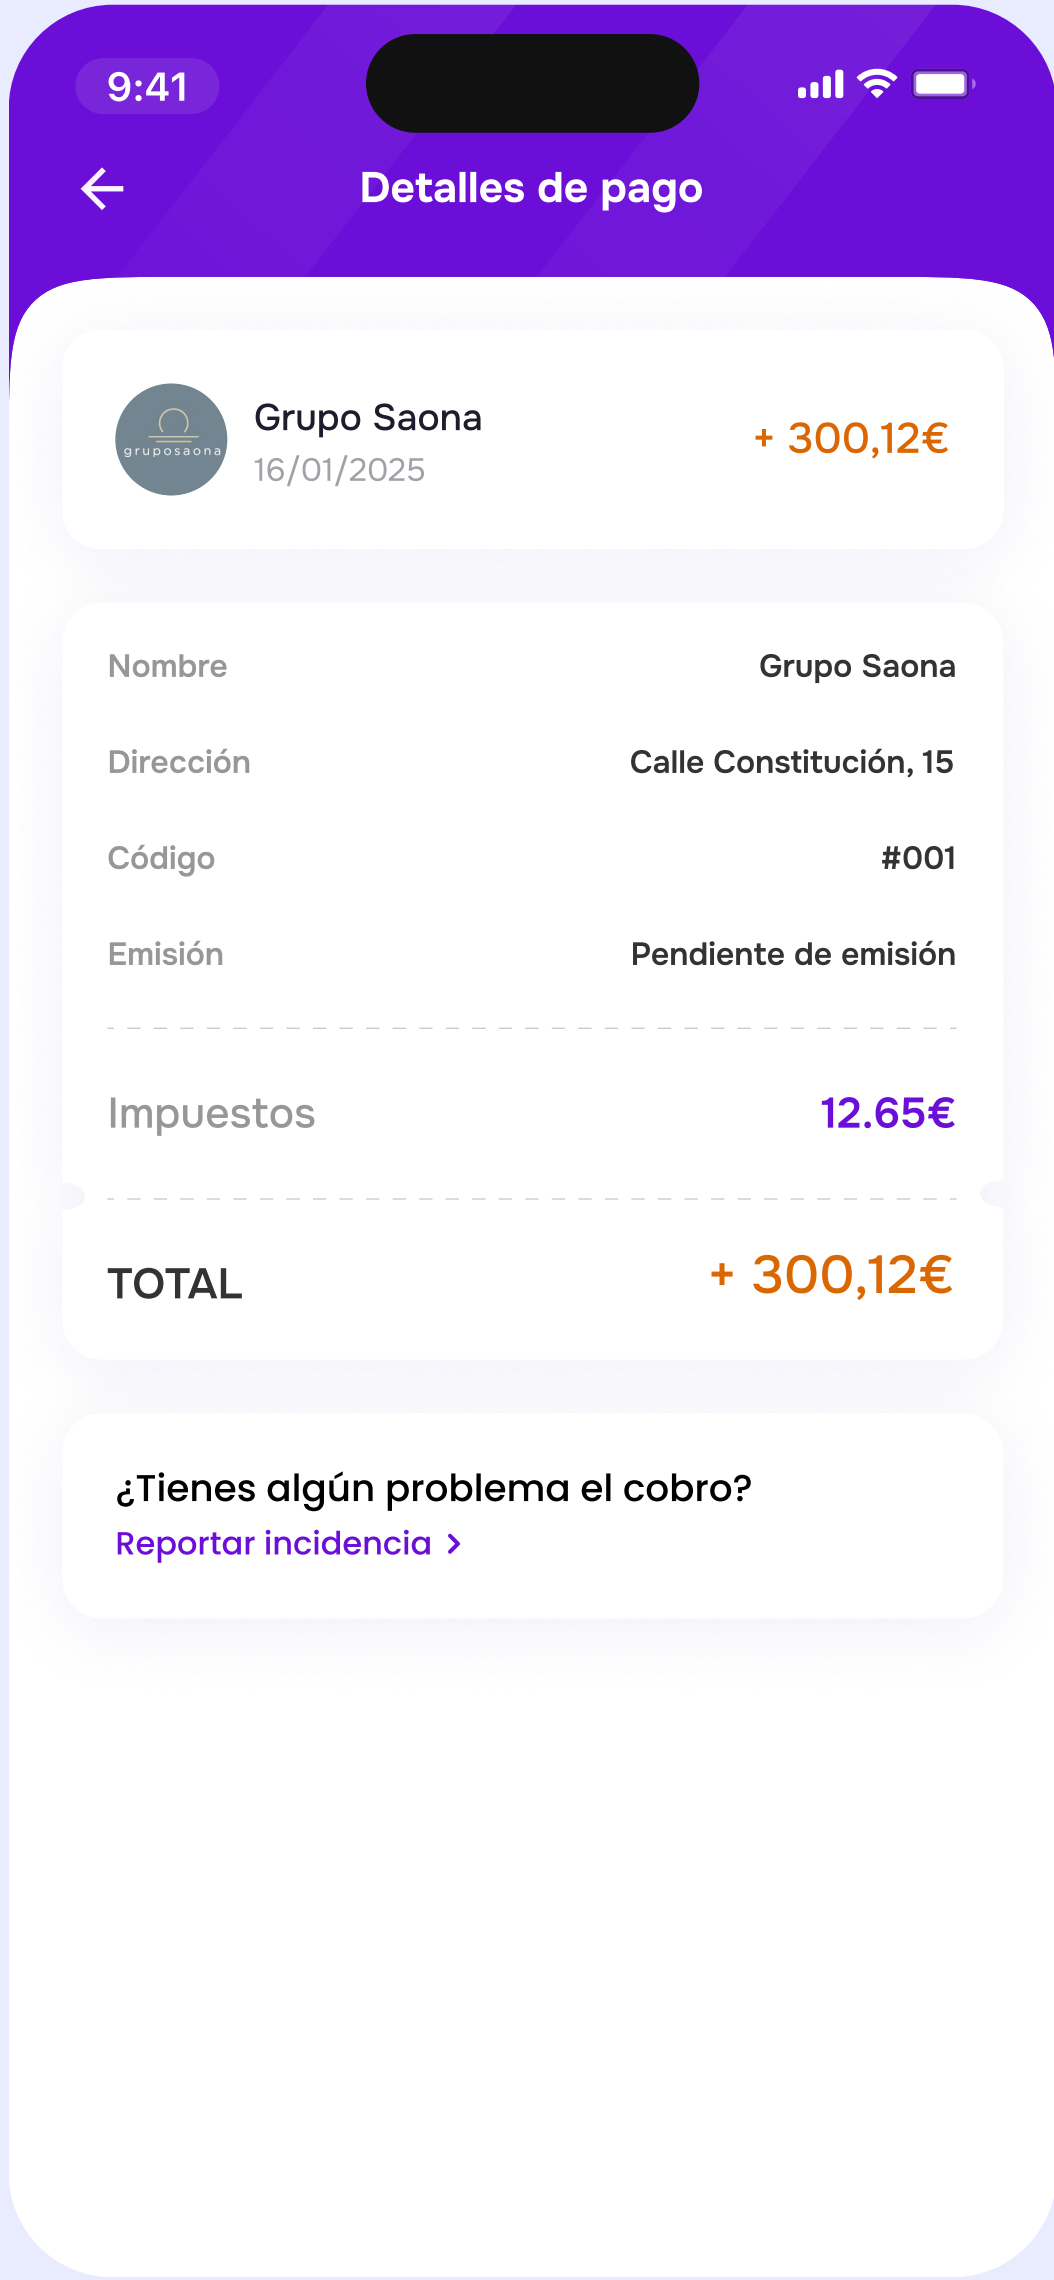 9:41
Detalles de pago
gruposaona
Grupo Saona
16/01/2025
+ 300,12€
Nombre
Grupo Saona
Dirección
Calle Constitución, 15
Código
#001
Emisión
Pendiente de emisión
Impuestos
12.65€
TOTAL
+ 300,12€
¿Tienes algún problema el cobro?
Reportar incidencia >